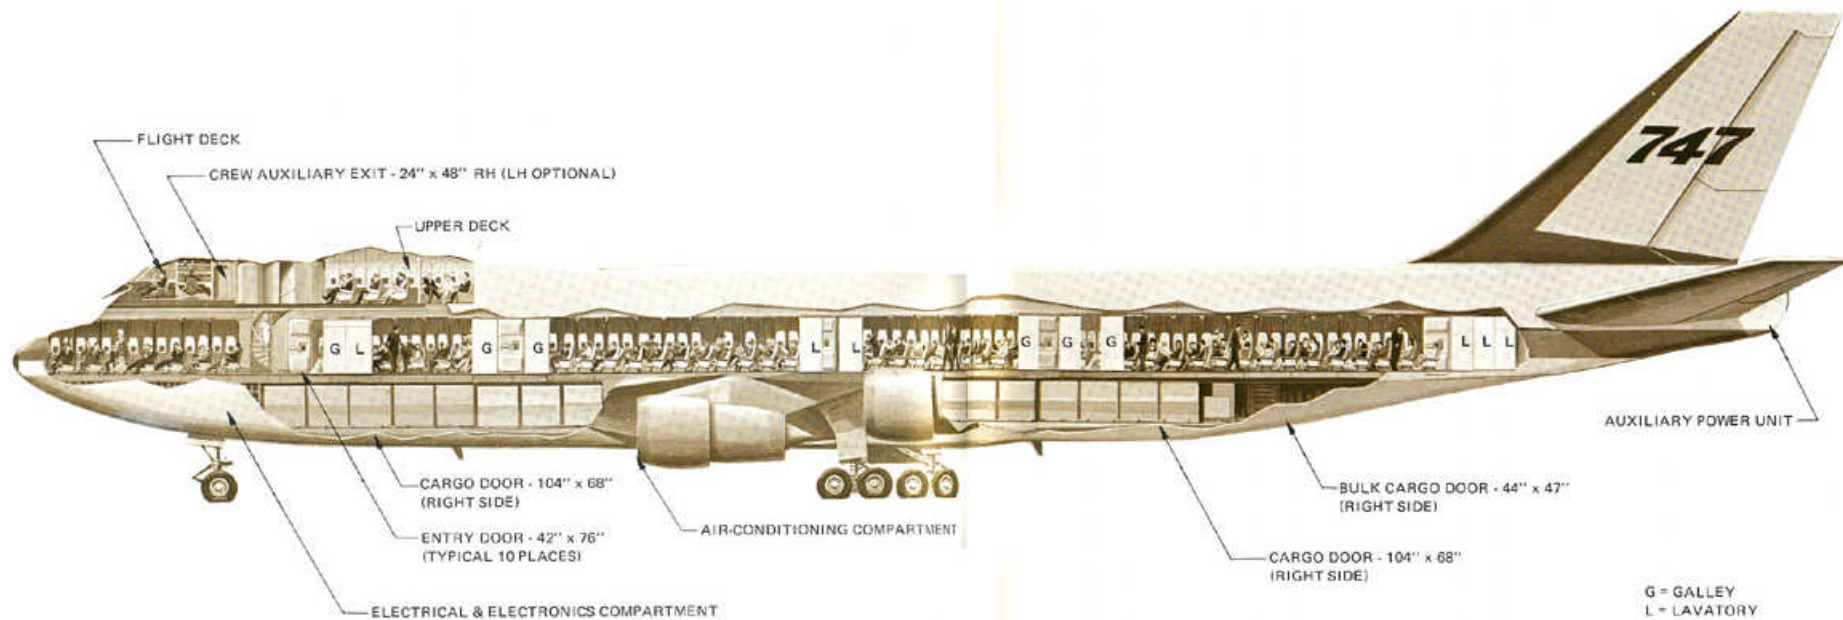 FLIGHT DECK
CREW AUXILIARY EXIT - 24" x 48" RH (LH OPTIONAL)
UPPER DECK
747
G L G G L L G G G L L L
CARGO DOOR - 104" x 68"
(RIGHT SIDE)
ENTRY DOOR - 42" x 76"
(TYPICAL 10 PLACES)
ELECTRICAL & ELECTRONICS COMPARTMENT
AIR-CONDITIONING COMPARTMENT
BULK CARGO DOOR - 44" x 47"
(RIGHT SIDE)
CARGO DOOR - 104" x 68"
(RIGHT SIDE)
AUXILIARY POWER UNIT
G = GALLEY
L = LAVATORY